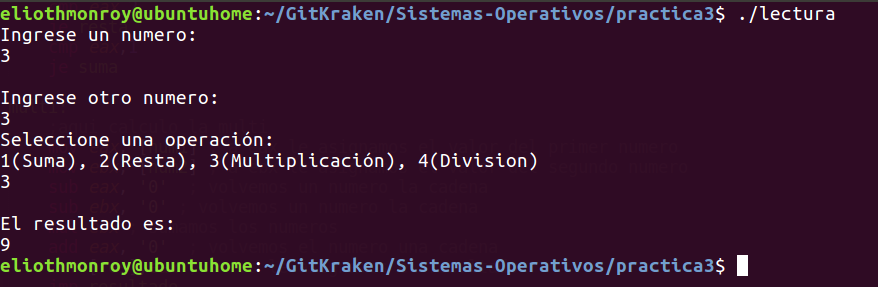 eliothmonroy@ubuntuhome:~/GitKraken/Sistemas-Operativos/practica3$ ./lectura
Ingrese un numero:
3
Ingrese otro numero:
3
Seleccione una operación:
1(Suma), 2(Resta), 3(Multiplicación), 4(Division)
3
El resultado es:
9
eliothmonroy@ubuntuhome:~/GitKraken/Sistemas-Operativos/practica3$